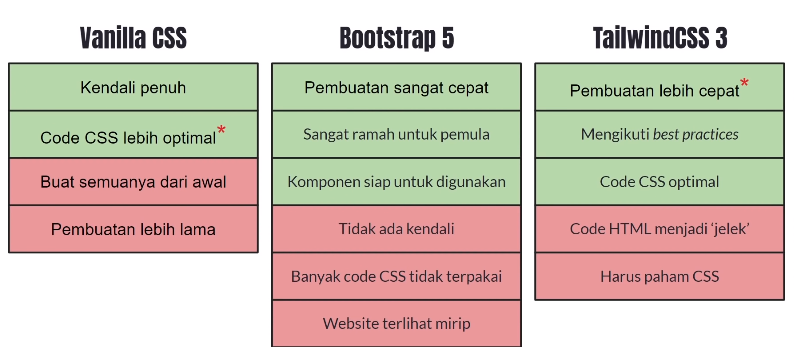 Vanilla CSS
Kendali penuh
Code CSS lebih optimal*
Buat semuanya dari awal
Pembuatan lebih lama
Bootstrap 5
Pembuatan sangat cepat
Sangat ramah untuk pemula
Komponen siap untuk digunakan
Tidak ada kendali
Banyak code CSS tidak terpakai
Website terlihat mirip
TailwindCSS 3
Pembuatan lebih cepat*
Mengikuti best practices
Code CSS optimal
Code HTML menjadi ‘jelek’
Harus paham CSS